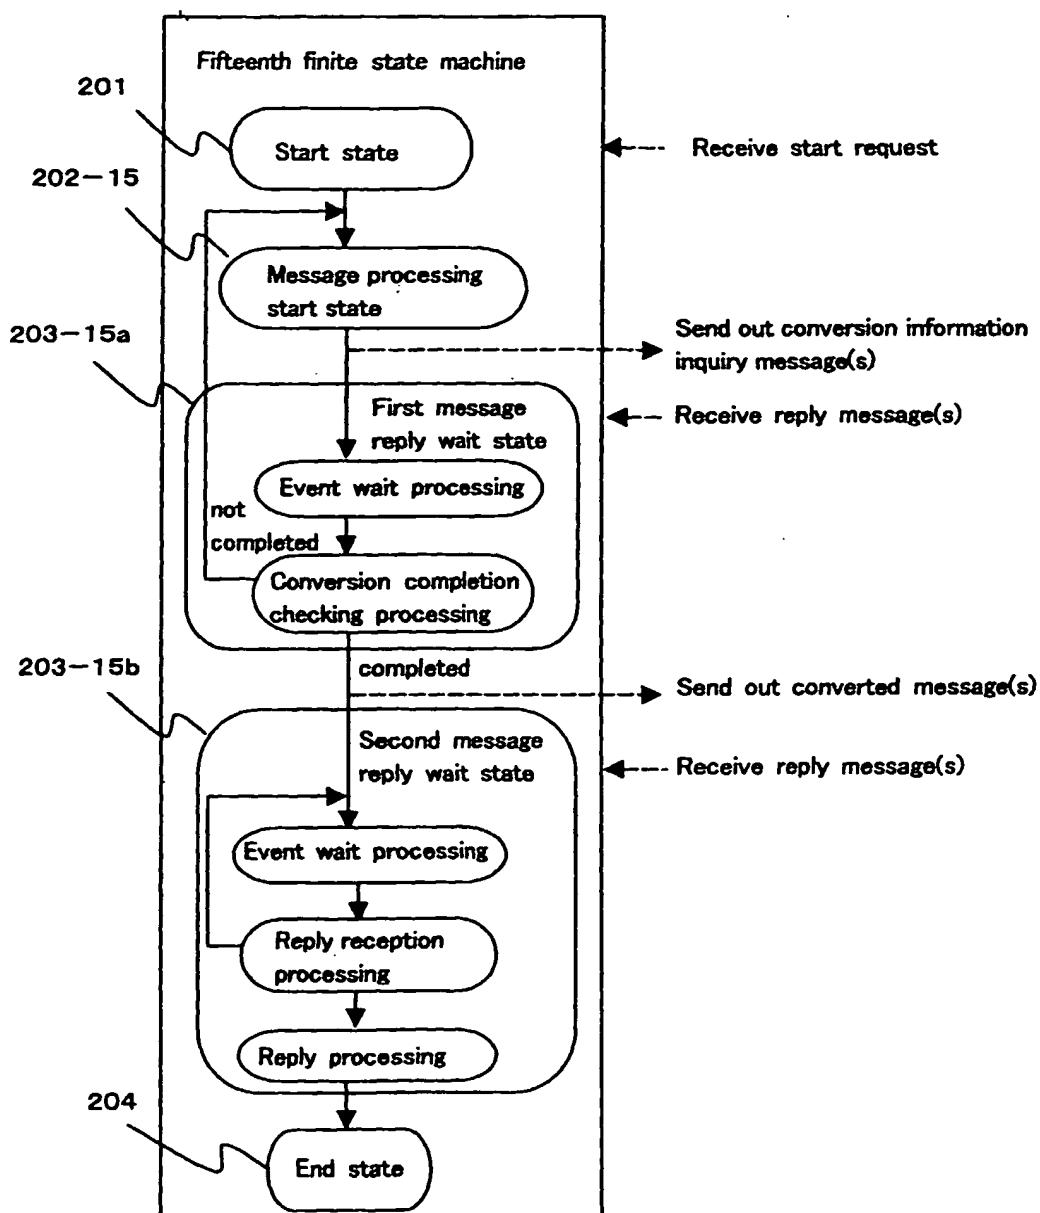 Fifteenth finite state machine
201
Start state
Receive start request
202-15
Message processing
start state
203-15a
Send out conversion information
inquiry message(s)
First message
reply wait state
Receive reply message(s)
Event wait processing
not
completed
Conversion completion
checking processing
203-15b
completed
Send out converted message(s)
Second message
reply wait state
Receive reply message(s)
Event wait processing
Reply reception
processing
Reply processing
204
End state